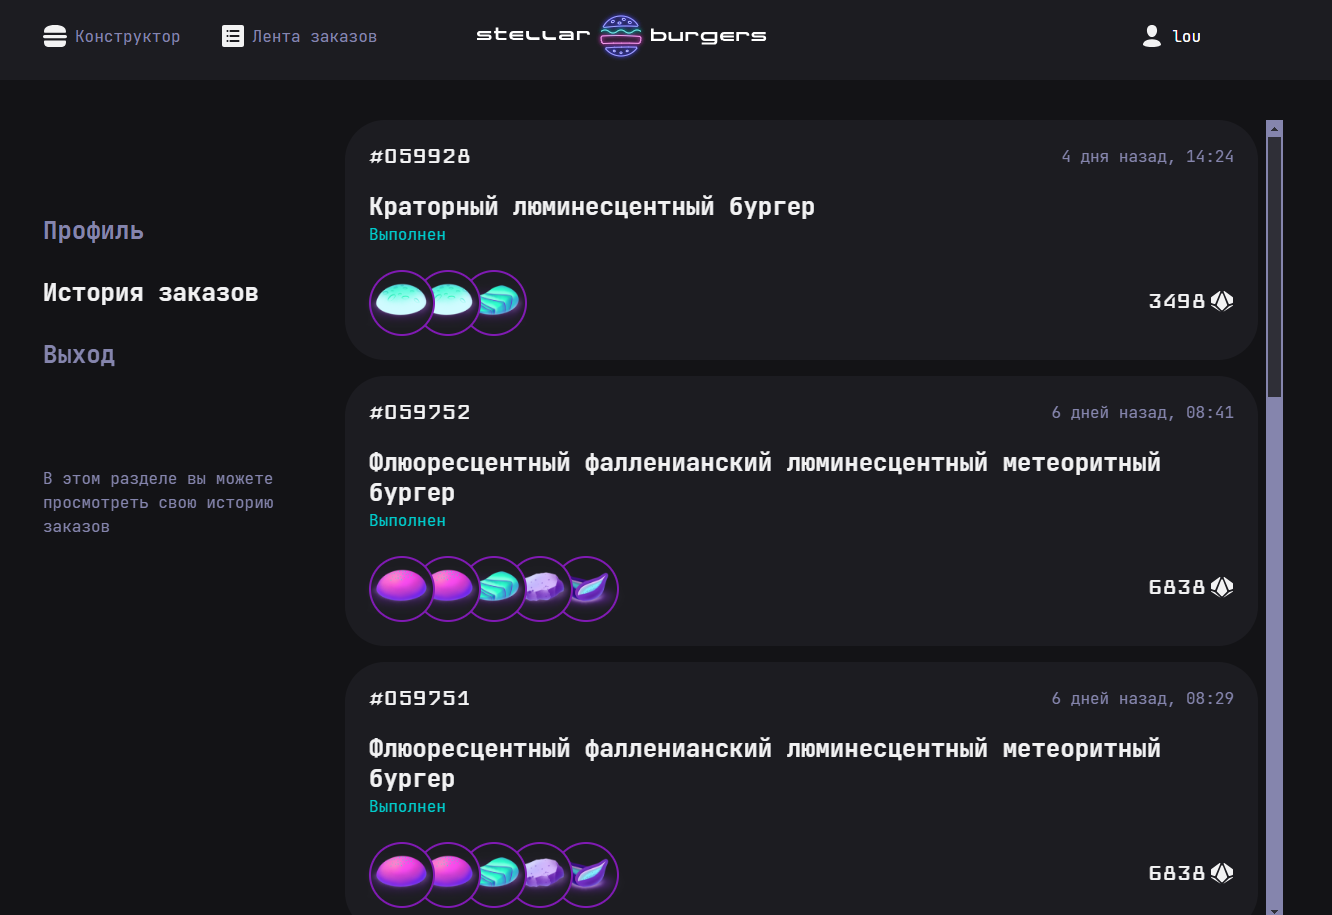 Конструктор
Лента заказов
stellar burgers
lou
Профиль
История заказов
Выход
В этом разделе вы можете
просмотреть свою историю
заказов
#059928
4 дня назад, 14:24
Краторный люминесцентный бургер
Выполнен
3498
#059752
6 дней назад, 08:41
Флюоресцентный фалленианский люминесцентный метеоритный
бургер
Выполнен
6838
#059751
6 дней назад, 08:29
Флюоресцентный фалленианский люминесцентный метеоритный
бургер
Выполнен
6838